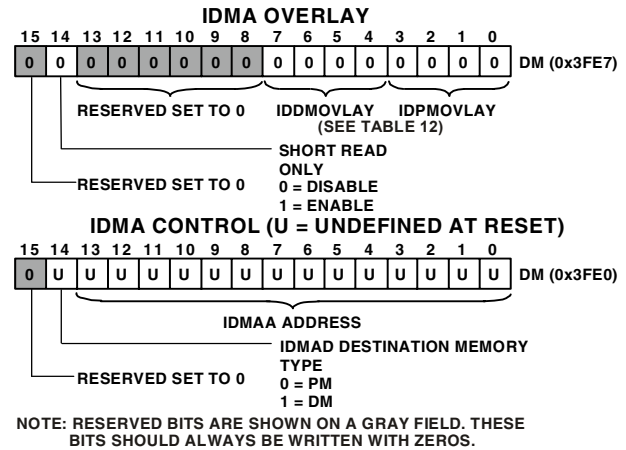 IDMA OVERLAY
15 14 13 12 11 10 9 8 7 6 5 4 3 2 1 0
0 0 0 0 0 0 0 0 0 0 0 0 0 0 0 0 DM (0x3FE7)
RESERVED SET TO 0 IDDMOVLAY IDPMOVLAY
(SEE TABLE 12)
SHORT READ
ONLY
RESERVED SET TO 0 0 = DISABLE
1 = ENABLE
IDMA CONTROL (U = UNDEFINED AT RESET)
15 14 13 12 11 10 9 8 7 6 5 4 3 2 1 0
0 U U U U U U U U U U U U U U U DM (0x3FE0)
IDMAA ADDRESS
IDMAD DESTINATION MEMORY
TYPE
RESERVED SET TO 0 0 = PM
1 = DM
NOTE: RESERVED BITS ARE SHOWN ON A GRAY FIELD. THESE
BITS SHOULD ALWAYS BE WRITTEN WITH ZEROS.